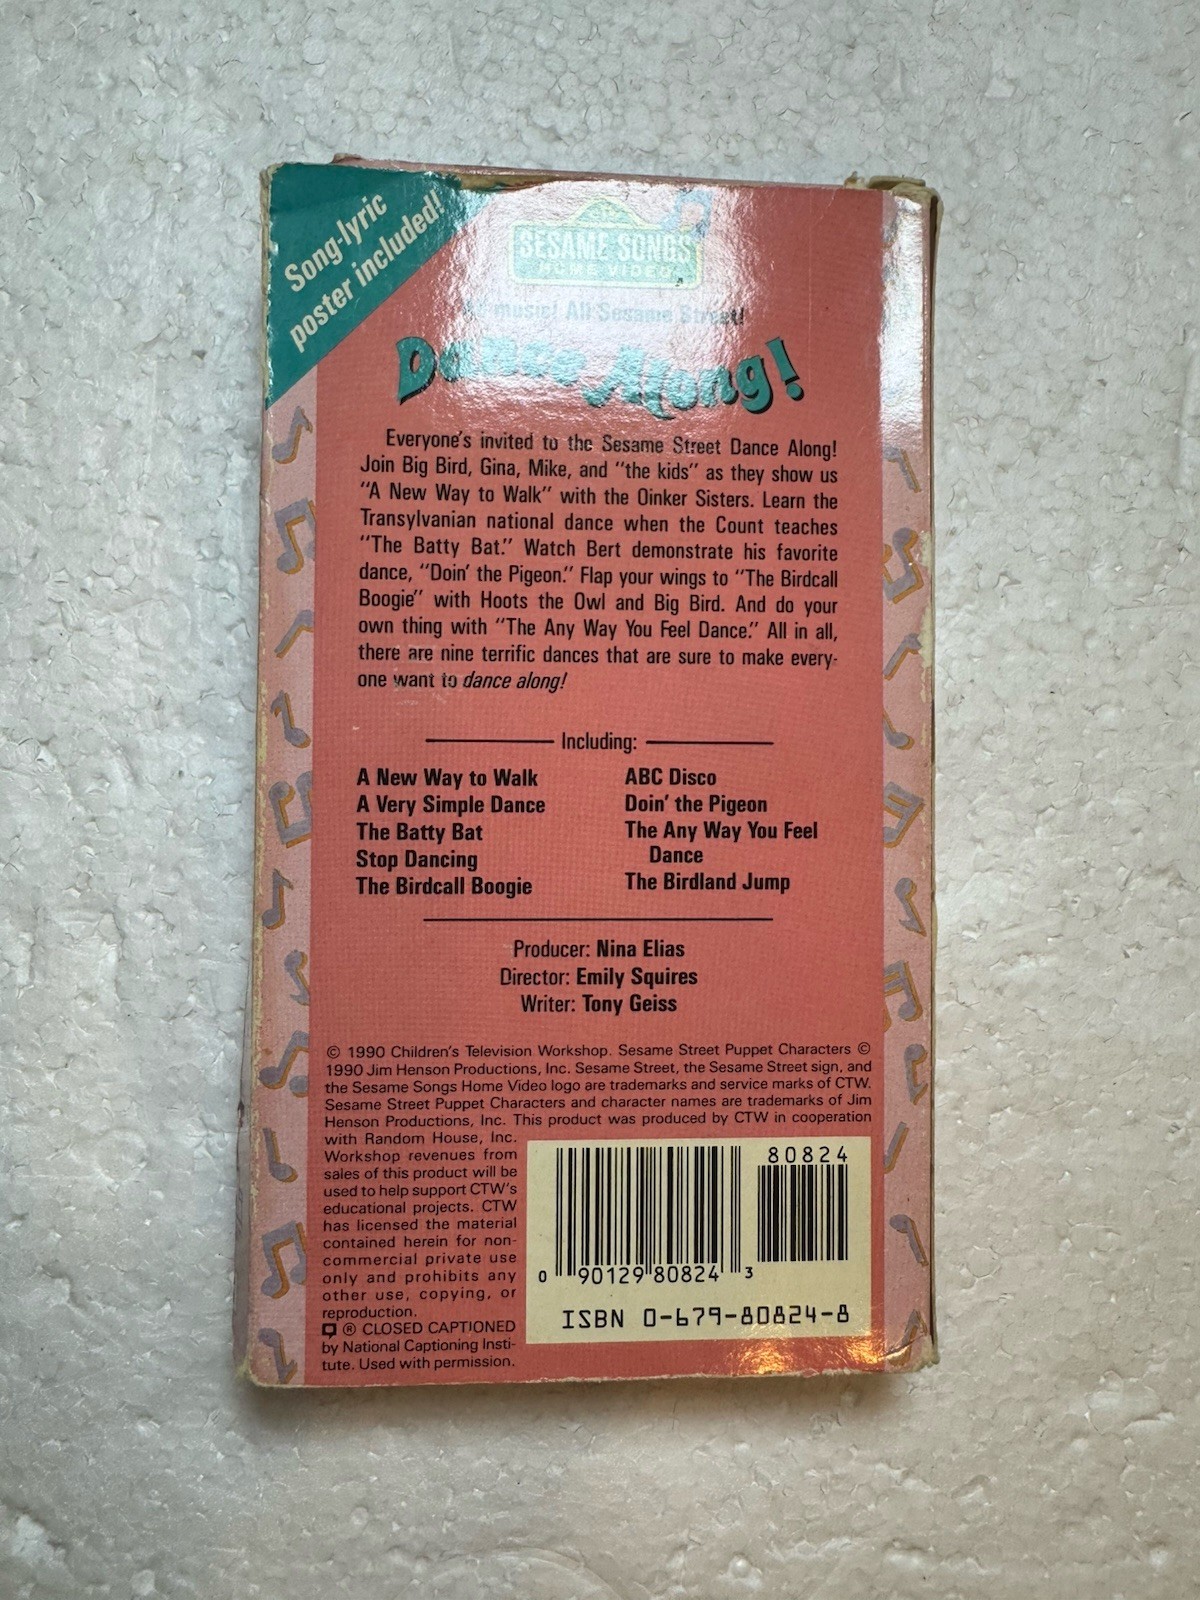 Song-lyric
poster included!
SESAME SONGS
HOME VIDEO
All music! All Sesame Street!
Dance Along!
Everyone's invited to the Sesame Street Dance Along!
Join Big Bird, Gina, Mike, and "the kids" as they show us
"A New Way to Walk" with the Oinker Sisters. Learn the
Transylvanian national dance when the Count teaches
"The Batty Bat." Watch Bert demonstrate his favorite
dance, "Doin' the Pigeon." Flap your wings to "The Birdcall
Boogie" with Hoots the Owl and Big Bird. And do your
own thing with "The Any Way You Feel Dance." All in all,
there are nine terrific dances that are sure to make every-
one want to dance along!
Including:
A New Way to Walk
A Very Simple Dance
The Batty Bat
Stop Dancing
The Birdcall Boogie
ABC Disco
Doin' the Pigeon
The Any Way You Feel
Dance
The Birdland Jump
Producer: Nina Elias
Director: Emily Squires
Writer: Tony Geiss
© 1990 Children's Television Workshop. Sesame Street Puppet Characters ©
1990 Jim Henson Productions, Inc. Sesame Street, the Sesame Street sign, and
the Sesame Songs Home Video logo are trademarks and service marks of CTW.
Sesame Street Puppet Characters and character names are trademarks of Jim
Henson Productions, Inc. This product was produced by CTW in cooperation
with Random House, Inc.
Workshop revenues from
sales of this product will be
used to help support CTW's
educational projects. CTW
has licensed the material
contained herein for non-
commercial private use
only and prohibits any
other use, copying, or
reproduction.
® CLOSED CAPTIONED
by National Captioning Insti-
tute. Used with permission.
80824
0 90129 80824 3
ISBN 0-679-80824-8